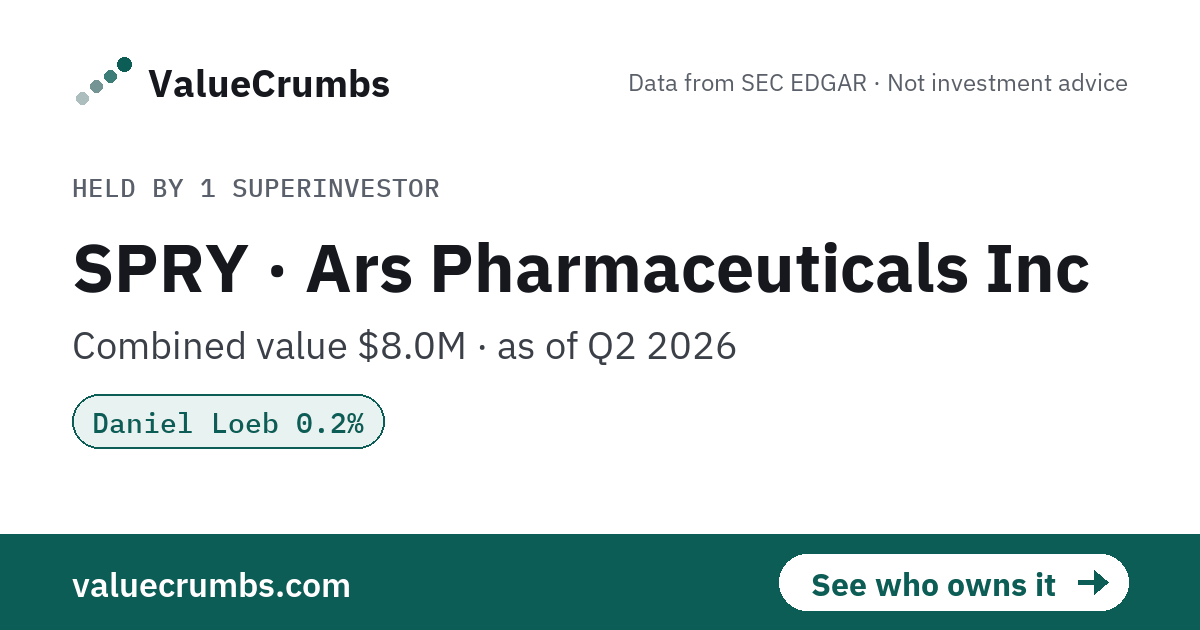 ValueCrumbs
Data from SEC EDGAR · Not investment advice
HELD BY 1 SUPERINVESTOR
SPRY · Ars Pharmaceuticals Inc
Combined value $8.0M · as of Q2 2026
Daniel Loeb 0.2%
valuecrumbs.com
See who owns it →